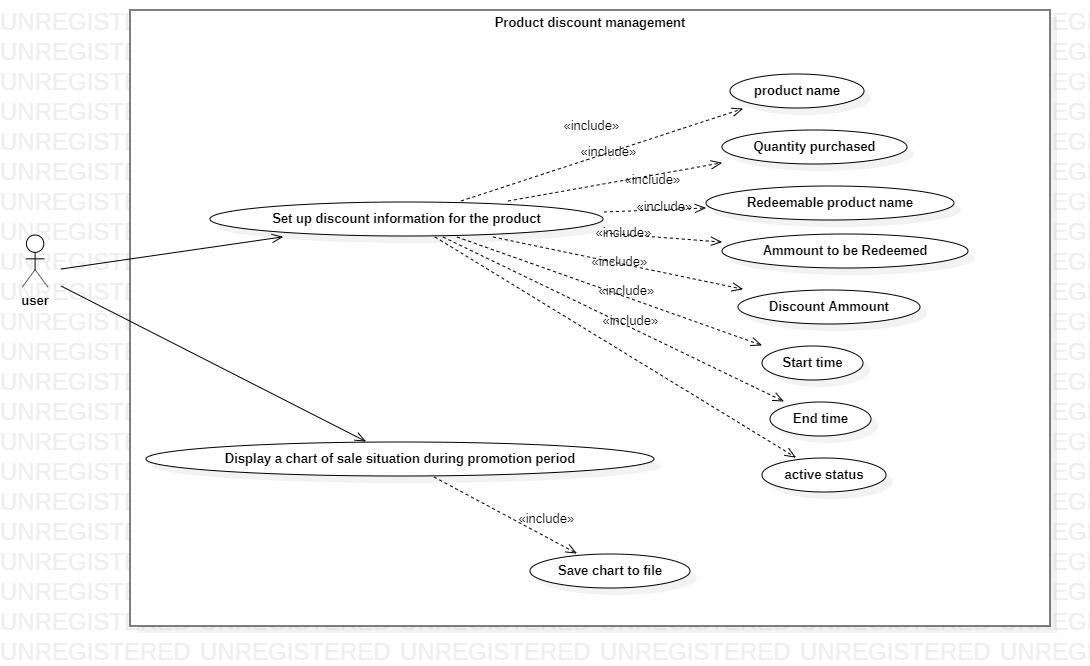 Product discount management
product name
«include»
Quantity purchased
«include»
«include»
Redeemable product name
«include»
Set up discount information for the product
«include»
Ammount to be Redeemed
«include»
Discount Ammount
«include»
user
«include»
Start time
End time
Display a chart of sale situation during promotion period
active status
«include»
Save chart to file
UNREGISTERED UNREGISTERED UNREGISTERED UNREGISTERED UNREGISTERED